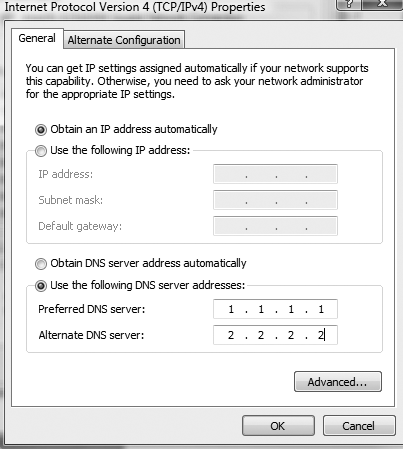 Internet Protocol Version 4 (TCP/IPv4) Properties
General
Alternate Configuration
You can get IP settings assigned automatically if your network supports
this capability. Otherwise, you need to ask your network administrator
for the appropriate IP settings.
Obtain an IP address automatically
Use the following IP address:
IP address: . . .
Subnet mask: . . .
Default gateway: . . .
Obtain DNS server address automatically
Use the following DNS server addresses:
Preferred DNS server: 1 . 1 . 1 . 1
Alternate DNS server: 2 . 2 . 2 . 2
Advanced...
OK
Cancel